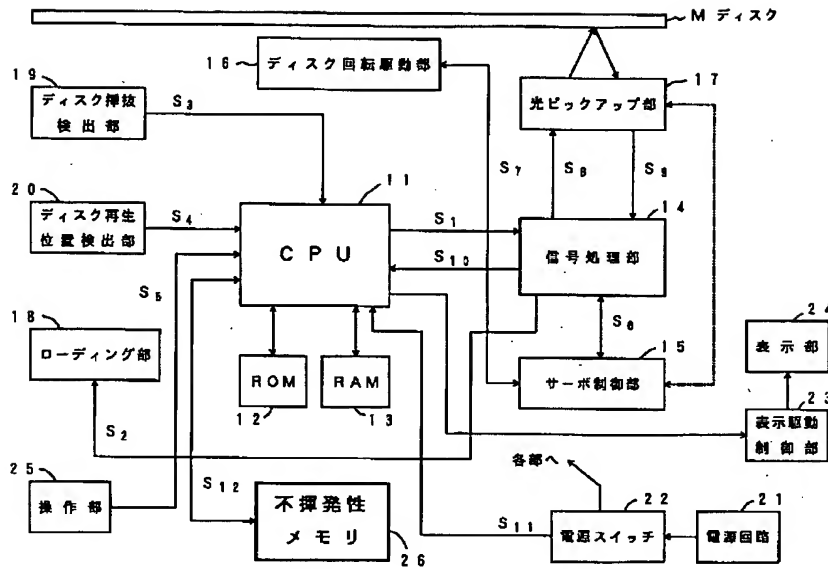 M ディスク
16
ディスク回転駆動部
17
光ピックアップ部
19
ディスク挿抜
検出部
S3
20
ディスク再生
位置検出部
S4
11
CPU
S1
S10
S7
S8
S9
14
信号処理部
S5
18
ローディング部
S2
ROM
12
RAM
13
S6
15
サーボ制御部
24
表示部
23
表示駆動
制御部
25
操作部
S12
不揮発性
メモリ
26
各部へ
S11
22
電源スイッチ
21
電源回路